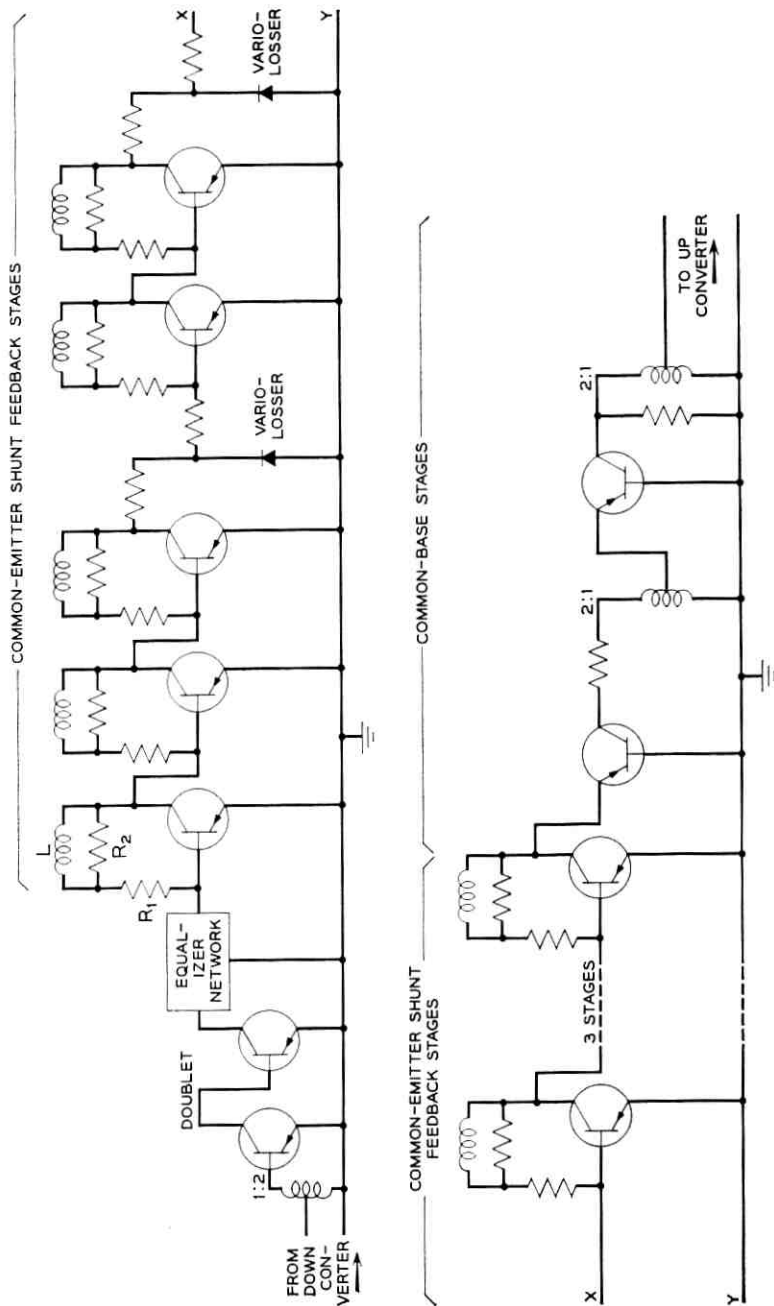 COMMON-EMITTER SHUNT FEEDBACK STAGES
FROM
DOWN
CON-
VERTER
1:2
DOUBLET
EQUAL-
IZER
NETWORK
R1
R2
L
VARIO-
LOSSER
VARIO-
LOSSER
X
Y
COMMON-EMITTER SHUNT
FEEDBACK STAGES
COMMON-BASE STAGES
X
Y
3 STAGES
2:1
2:1
TO UP
CONVERTER